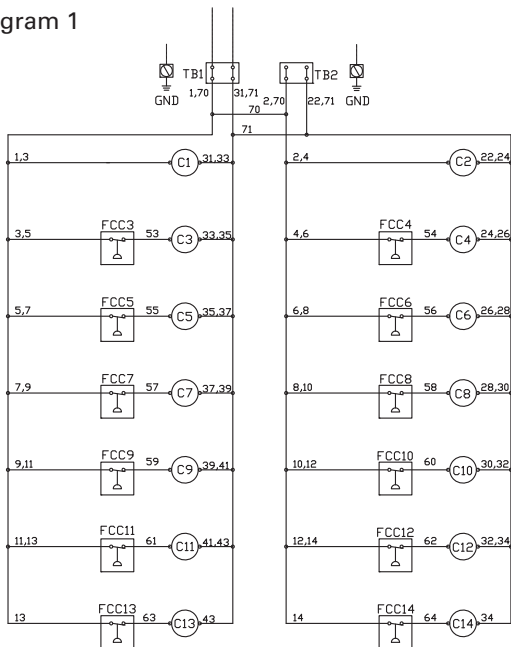 gram 1
TB1 TB2
GND 1,70 31,71 2,70 22,71 GND
70
71
1,3 C1 31,33 2,4 C2 22,24
FCC3 FCC4
3,5 53 C3 33,35 4,6 54 C4 24,26
FCC5 FCC6
5,7 55 C5 35,37 6,8 56 C6 26,28
FCC7 FCC8
7,9 57 C7 37,39 8,10 58 C8 28,30
FCC9 FCC10
9,11 59 C9 39,41 10,12 60 C10 30,32
FCC11 FCC12
11,13 61 C11 41,43 12,14 62 C12 32,34
FCC13 FCC14
13 63 C13 43 14 64 C14 34